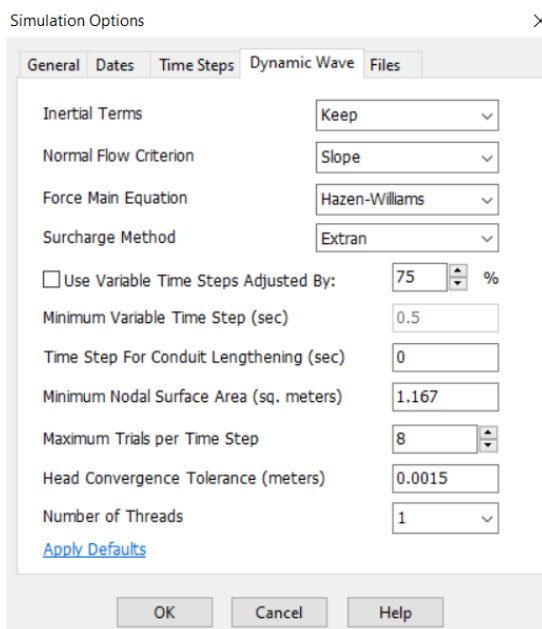 Simulation Options
General Dates Time Steps Dynamic Wave Files
Inertial Terms Keep
Normal Flow Criterion Slope
Force Main Equation Hazen-Williams
Surcharge Method Extran
Use Variable Time Steps Adjusted By: 75 %
Minimum Variable Time Step (sec) 0.5
Time Step For Conduit Lengthening (sec) 0
Minimum Nodal Surface Area (sq. meters) 1.167
Maximum Trials per Time Step 8
Head Convergence Tolerance (meters) 0.0015
Number of Threads 1
Apply Defaults
OK Cancel Help